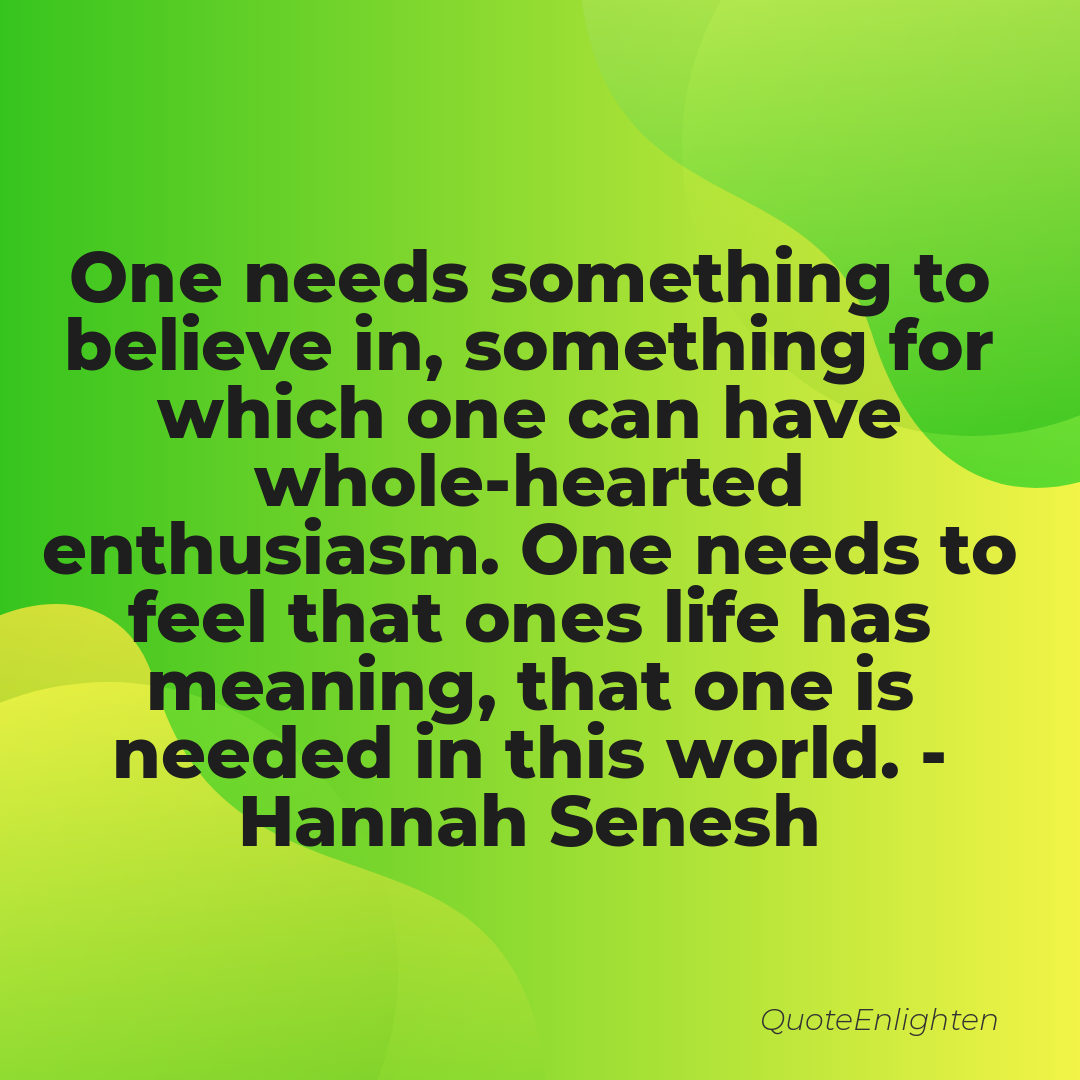 One needs something to
believe in, something for
which one can have
whole-hearted
enthusiasm. One needs to
feel that ones life has
meaning, that one is
needed in this world. -
Hannah Senesh
QuoteEnlighten